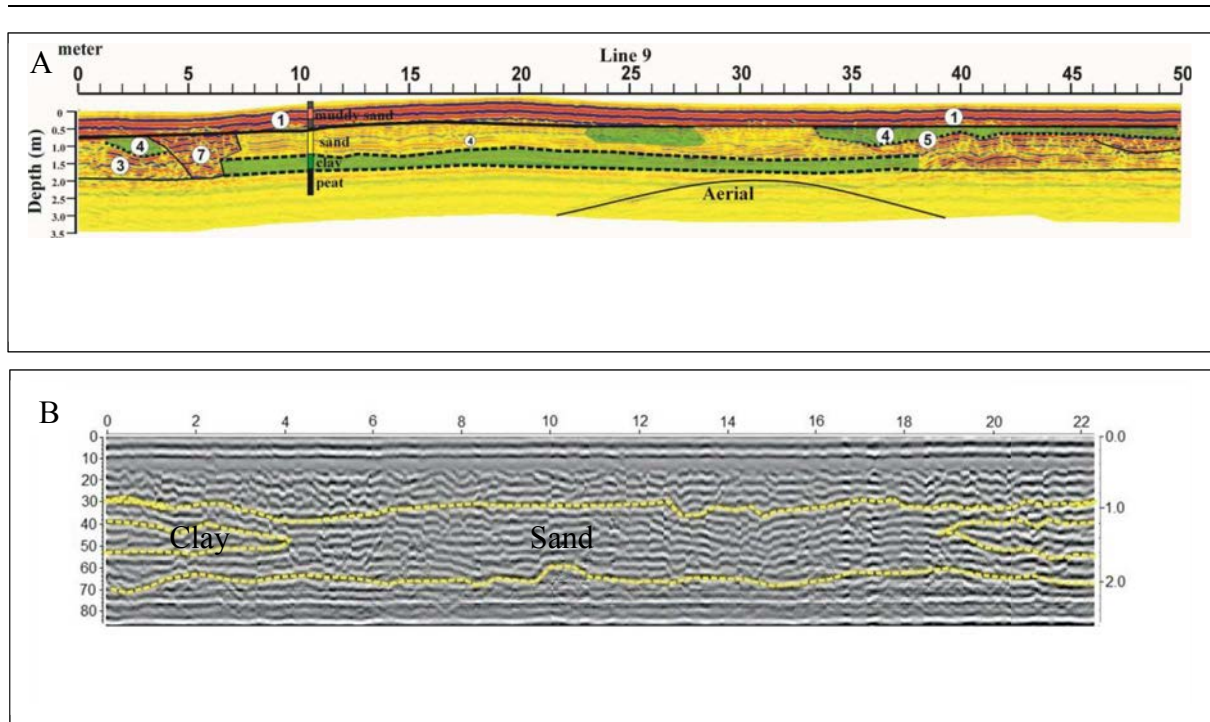 A
meter
Line 9
0 5 10 15 20 25 30 35 40 45 50
Depth (m)
0
0.5
1.0
1.5
2.0
2.5
3.0
3.5
1 muddy sand 1
4 7 sand 4 4 5
3 clay
peat
Aerial
B
0 2 4 6 8 10 12 14 16 18 20 22
0 0.0
10
20
30 1.0
40
50 Clay Sand
60
70 2.0
80